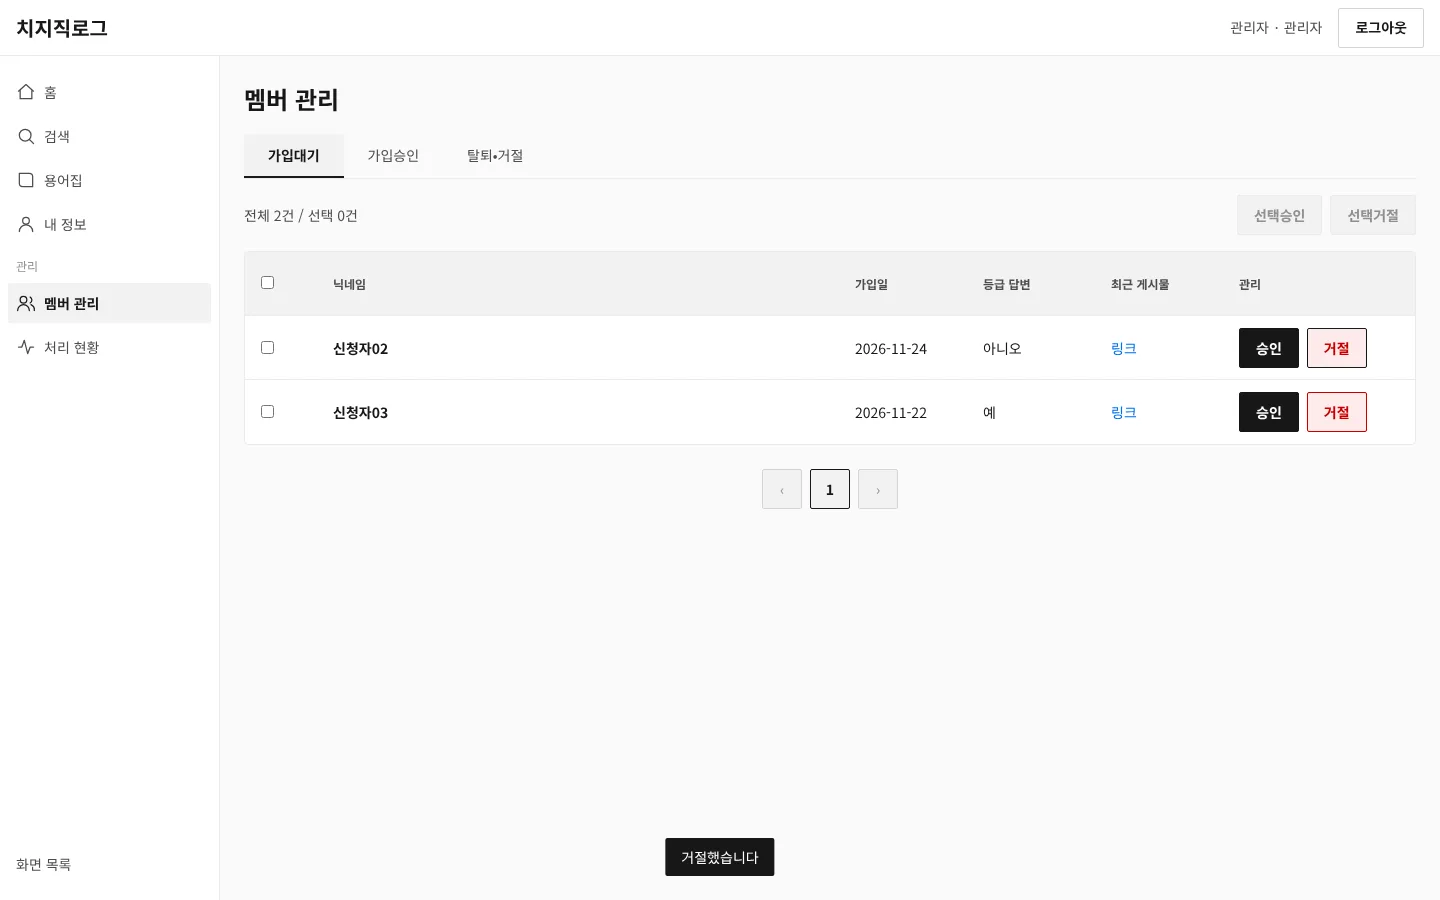 치지직로그
관리자 · 관리자
로그아웃
홈
검색
용어집
내 정보
관리
멤버 관리
처리 현황
화면 목록
멤버 관리
가입대기
가입승인
탈퇴•거절
전체 2건 / 선택 0건
선택승인
선택거절
닉네임 가입일 등급 답변 최근 게시물 관리
신청자02 2026-11-24 아니오 링크 승인 거절
신청자03 2026-11-22 예 링크 승인 거절
‹ 1 ›
거절했습니다